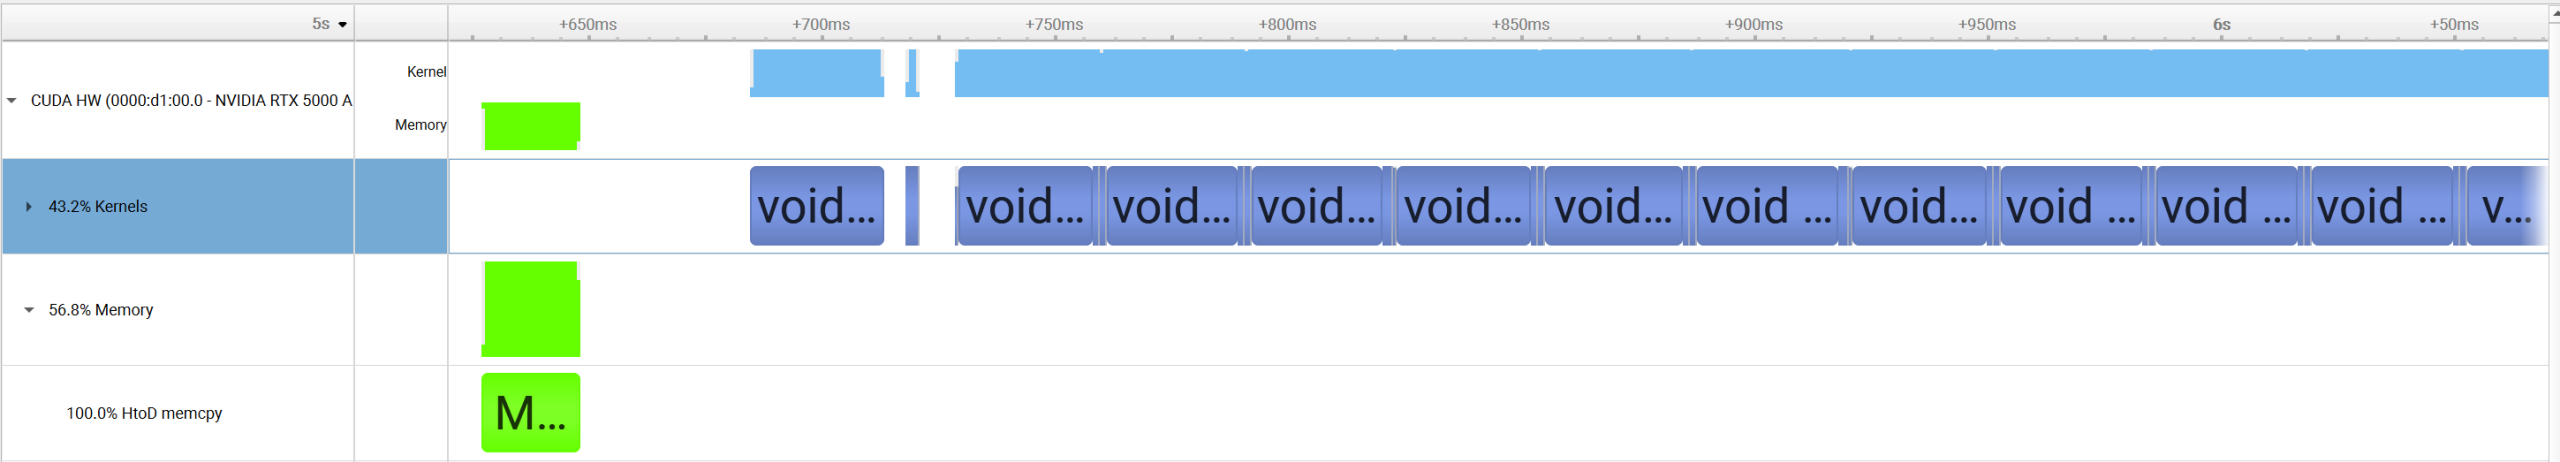 5s +650ms +700ms +750ms +800ms +850ms +900ms +950ms 6s +50ms
Kernel
CUDA HW (0000:d1:00.0 - NVIDIA RTX 5000 A
Memory
43.2% Kernels void... void... void... void... void... void... void ... void... void ... void ... void ... v...
56.8% Memory
100.0% HtoD memcpy M...